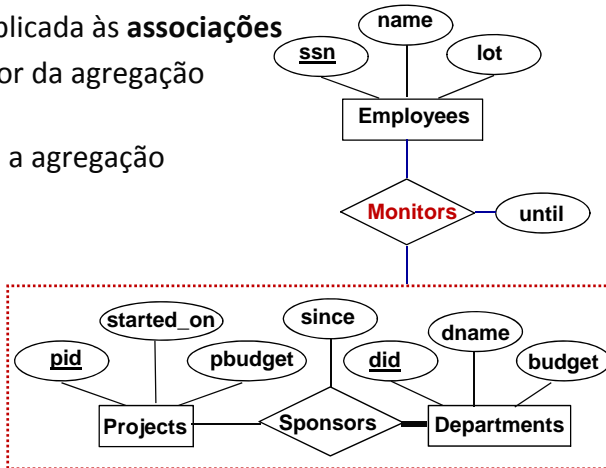 plicada às associações
or da agregação
a agregação
name
ssn
lot
Employees
Monitors
until
started_on
since
dname
pid
pbudget
did
budget
Projects
Sponsors
Departments